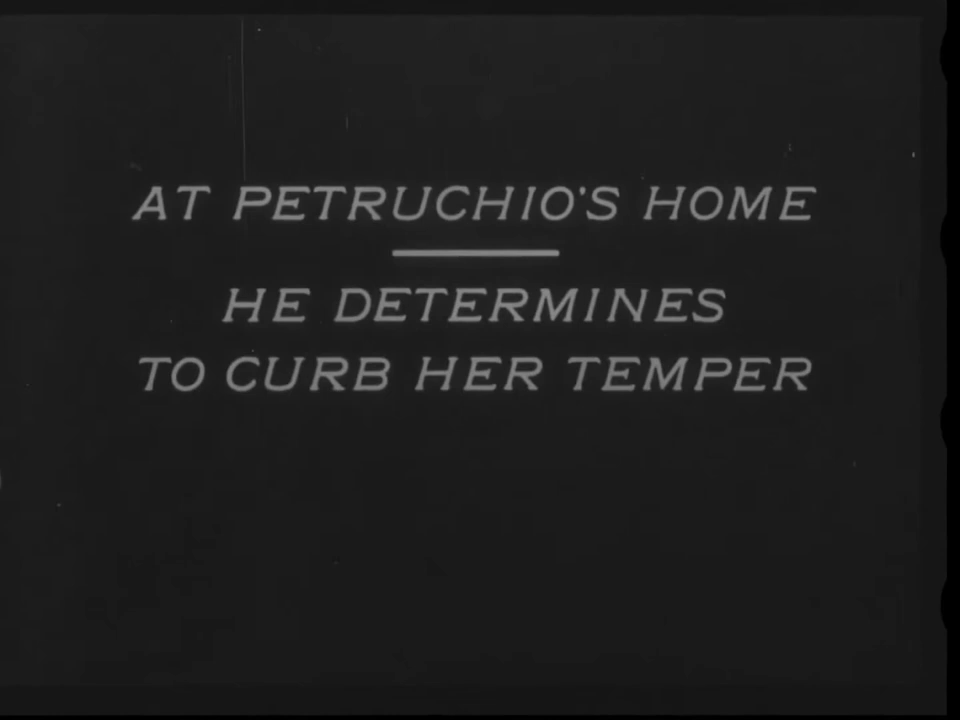 AT PETRUCHIO'S HOME
HE DETERMINES
TO CURB HER TEMPER